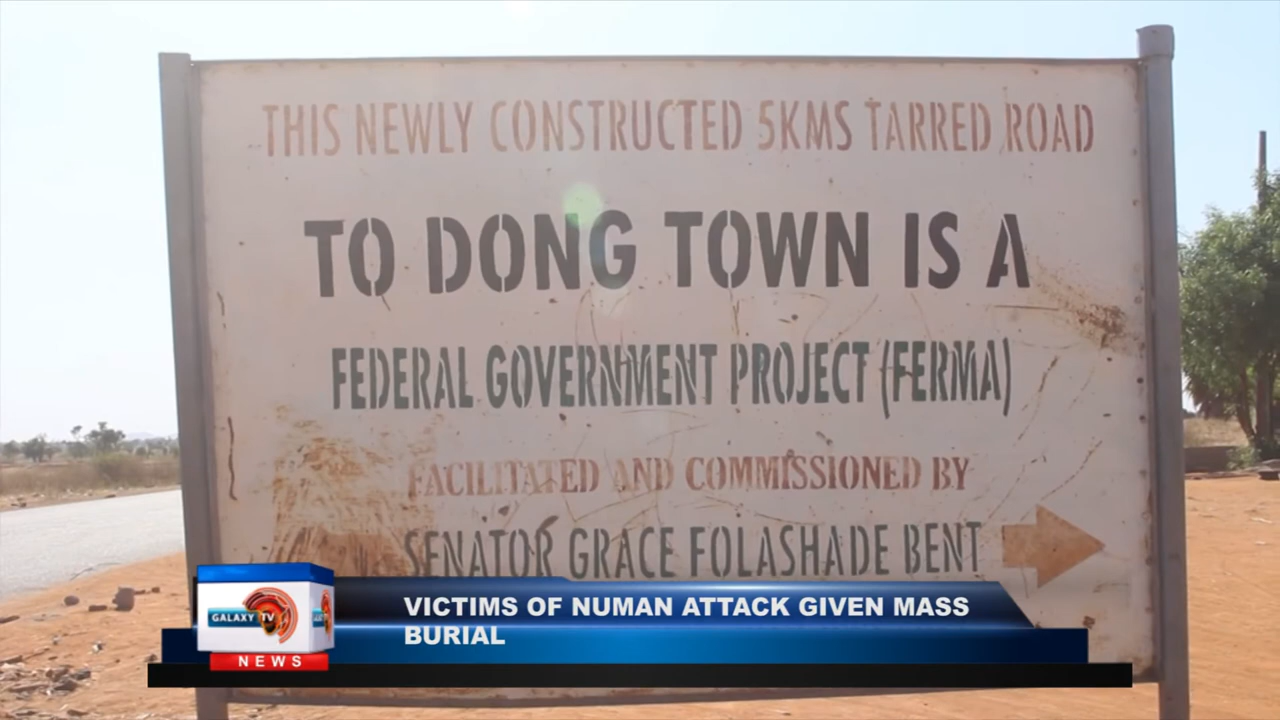 THIS NEWLY CONSTRUCTED 5KMS TARRED ROAD
TO DONG TOWN IS A
FEDERAL GOVERNMENT PROJECT (FERMA)
FACILITATED AND COMMISSIONED BY
SENATOR GRACE FOLASHADE BENT
GALAXY TV
NEWS
VICTIMS OF NUMAN ATTACK GIVEN MASS
BURIAL